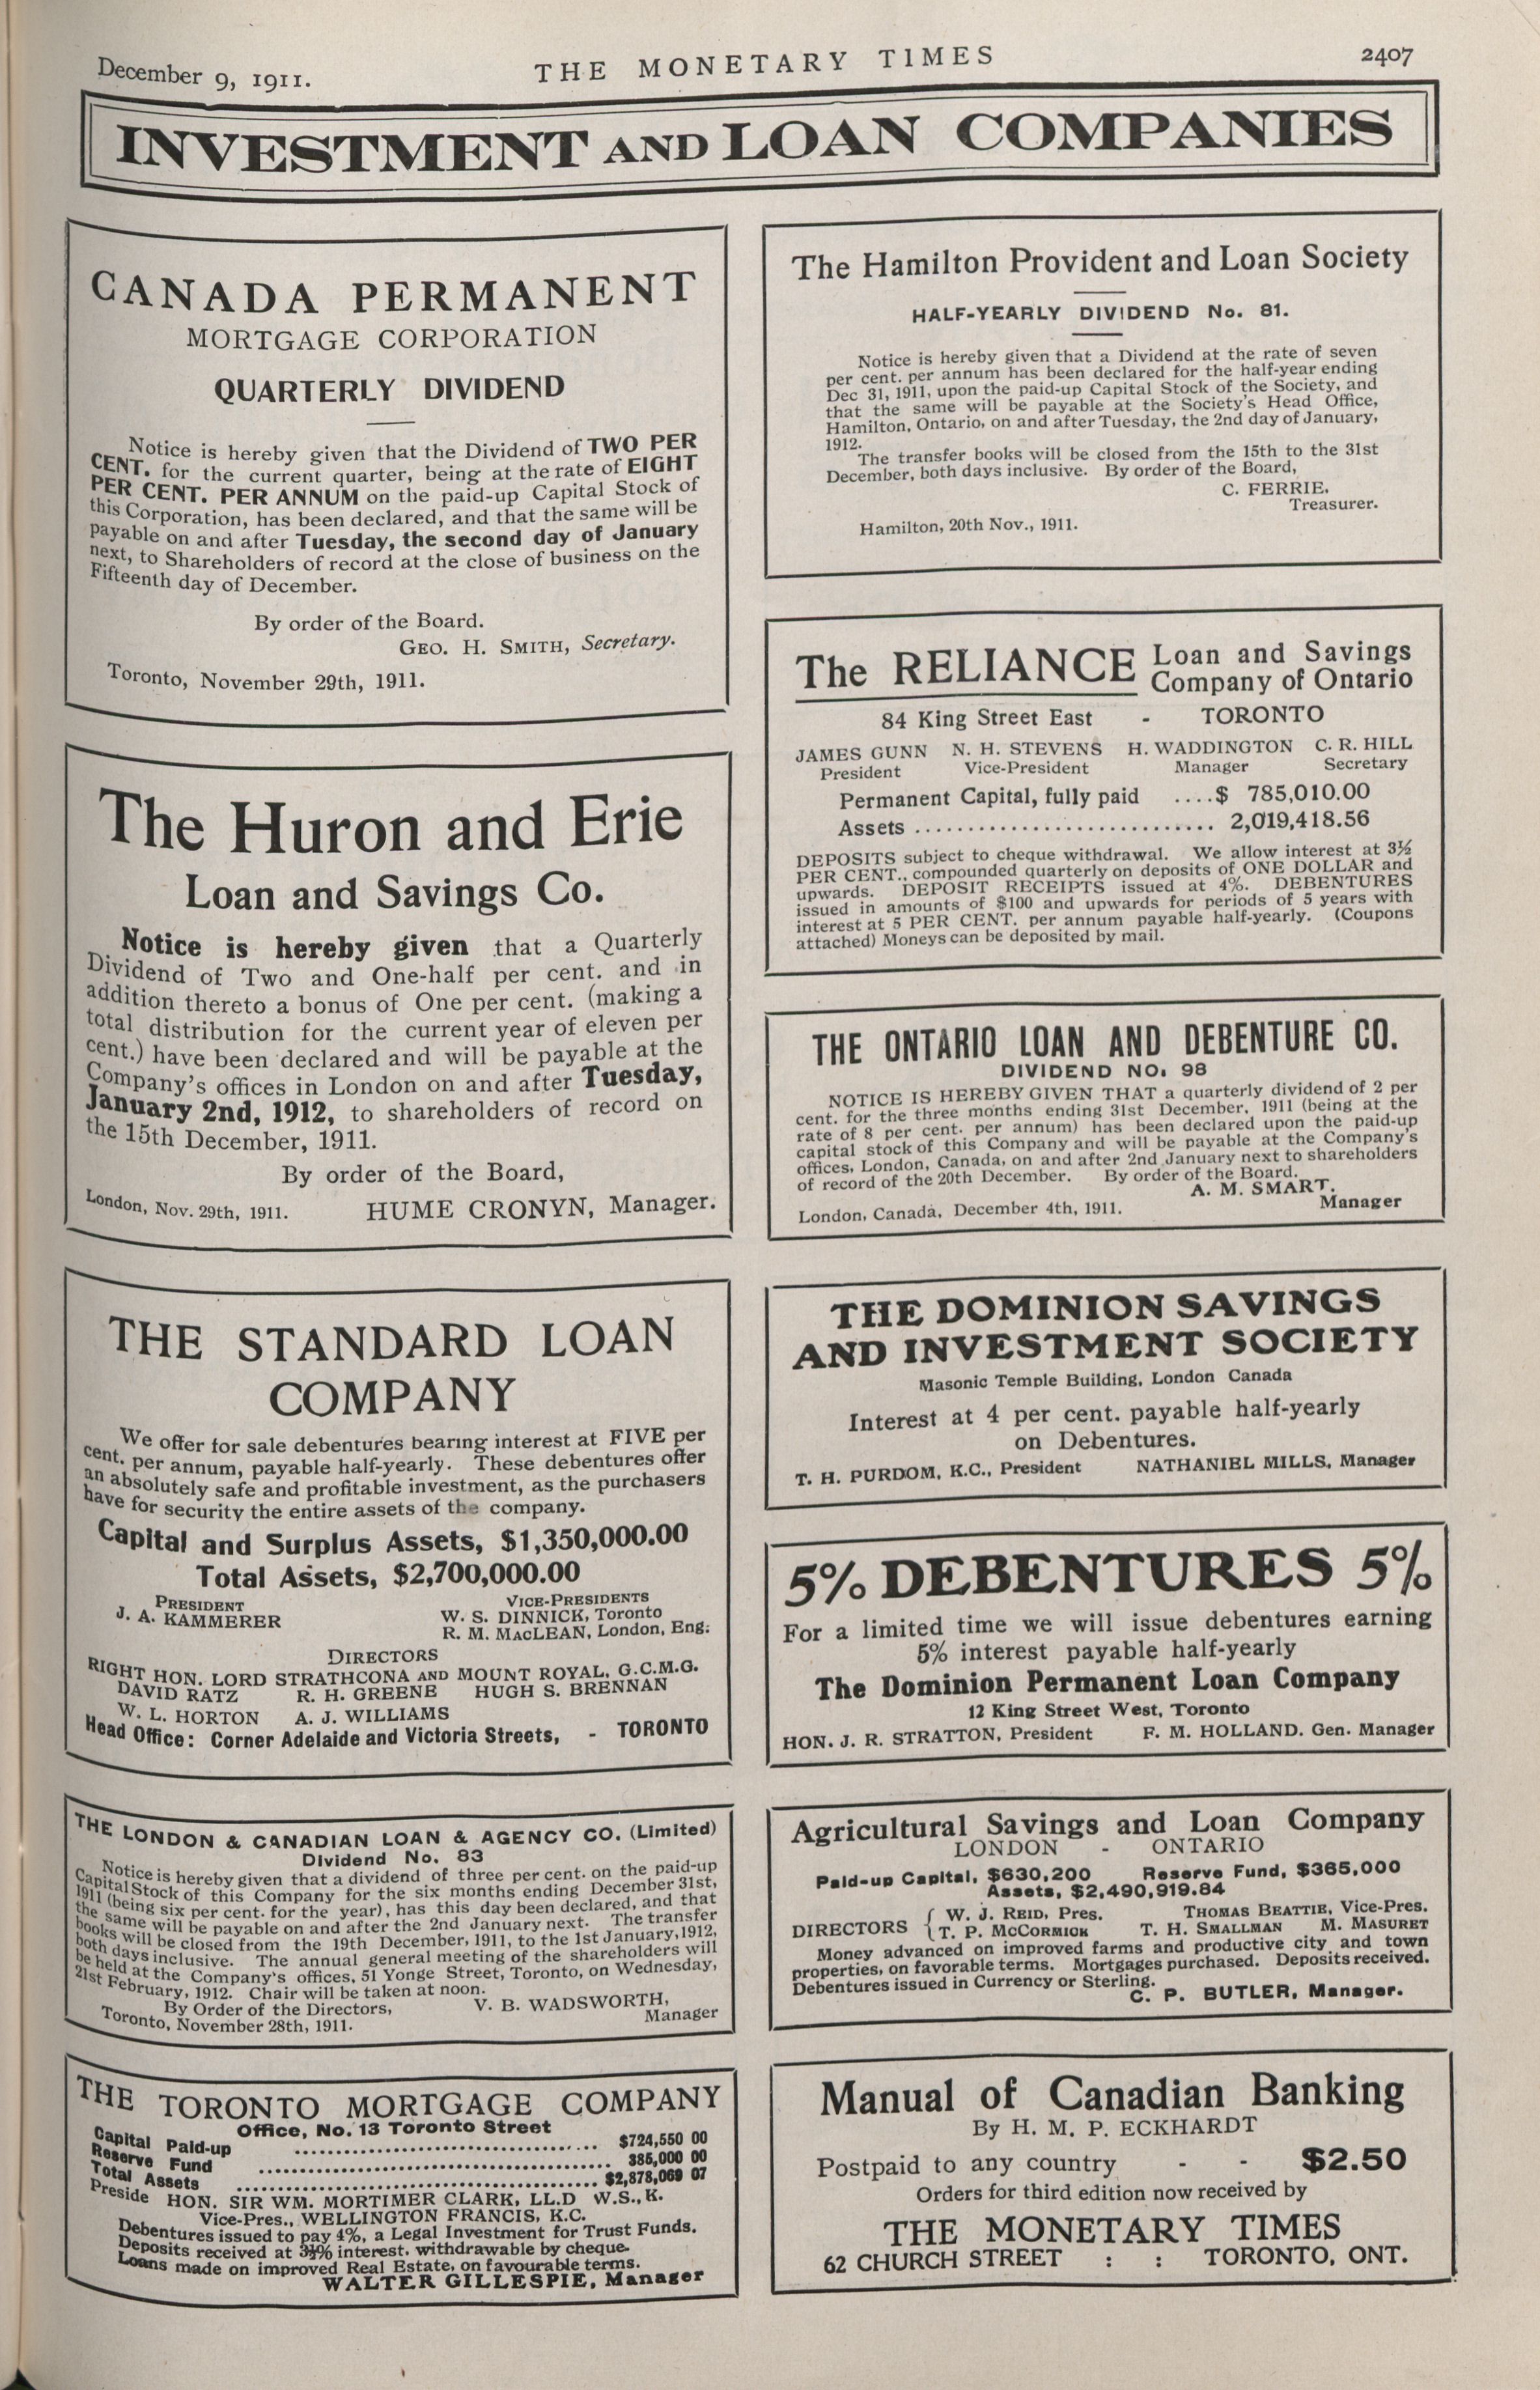 December 9, 1911.
THE MONETARY TIMES
2407
INVESTMENT AND LOAN COMPANIES
CANADA PERMANENT
MORTGAGE CORPORATION
QUARTERLY DIVIDEND
Notice is hereby given that the Dividend of TWO PER
CENT. for the current quarter, being at the rate of EIGHT
PER CENT. PER ANNUM on the paid-up Capital Stock of
this Corporation, has been declared, and that the same will be
payable on and after Tuesday, the second day of January
next, to Shareholders of record at the close of business on the
Fifteenth day of December.
By order of the Board.
GEO. H. SMITH, Secretary.
Toronto, November 29th, 1911.
The Huron and Erie
Loan and Savings Co.
Notice is hereby given that a Quarterly
Dividend of Two and One-half per cent. and in
addition thereto a bonus of One per cent. (making a
total distribution for the current year of eleven per
cent.) have been declared and will be payable at the
Company's offices in London on and after Tuesday,
January 2nd, 1912, to shareholders of record on
the 15th December, 1911.
By order of the Board,
London, Nov. 29th, 1911. HUME CRONYN, Manager.
THE STANDARD LOAN
COMPANY
We offer for sale debentures bearing interest at FIVE per
cent. per annum, payable half-yearly. These debentures offer
an absolutely safe and profitable investment, as the purchasers
have for security the entire assets of the company.
Capital and Surplus Assets, $1,350,000.00
Total Assets, $2,700,000.00
PRESIDENT VICE-PRESIDENTS
J. A. KAMMERER W. S. DINNICK, Toronto
R. M. MACLEAN, London, Eng.
DIRECTORS
RIGHT HON. LORD STRATHCONA AND MOUNT ROYAL, G.C.M.G.
DAVID RATZ R. H. GREENE HUGH S. BRENNAN
W. L. HORTON A. J. WILLIAMS
Head Office: Corner Adelaide and Victoria Streets, - TORONTO
THE LONDON & CANADIAN LOAN & AGENCY CO. (Limited)
Dividend No. 83
Notice is hereby given that a dividend of three per cent. on the paid-up
Capital Stock of this Company for the six months ending December 31st,
1911 (being six per cent. for the year), has this day been declared, and that
the same will be payable on and after the 2nd January next. The transfer
books will be closed from the 19th December, 1911, to the 1st January, 1912,
both days inclusive. The annual general meeting of the shareholders will
be held at the Company's offices, 51 Yonge Street, Toronto, on Wednesday,
21st February, 1912. Chair will be taken at noon.
By Order of the Directors, V. B. WADSWORTH,
Toronto, November 28th, 1911. Manager
THE TORONTO MORTGAGE COMPANY
Office, No. 13 Toronto Street
Capital Paid-up .......... $724,550 00
Reserve Fund .......... 385,000 00
Total Assets .......... $2,878,069 07
Preside HON. SIR WM. MORTIMER CLARK, LL.D W.S., K.
Vice-Pres., WELLINGTON FRANCIS, K.C.
Debentures issued to pay 4%, a Legal Investment for Trust Funds.
Deposits received at 3½% interest, withdrawable by cheque.
Loans made on improved Real Estate, on favourable terms.
WALTER GILLESPIE, Manager
The Hamilton Provident and Loan Society
HALF-YEARLY DIVIDEND No. 81.
Notice is hereby given that a Dividend at the rate of seven
per cent. per annum has been declared for the half-year ending
Dec 31, 1911, upon the paid-up Capital Stock of the Society, and
that the same will be payable at the Society's Head Office,
Hamilton, Ontario, on and after Tuesday, the 2nd day of January,
1912.
The transfer books will be closed from the 15th to the 31st
December, both days inclusive. By order of the Board,
C. FERRIE,
Treasurer.
Hamilton, 20th Nov., 1911.
The RELIANCE Loan and Savings
Company of Ontario
84 King Street East - TORONTO
JAMES GUNN N. H. STEVENS H. WADDINGTON C. R. HILL
President Vice-President Manager Secretary
Permanent Capital, fully paid ....$ 785,010.00
Assets ............................ 2,019,418.56
DEPOSITS subject to cheque withdrawal. We allow interest at 3½
PER CENT., compounded quarterly on deposits of ONE DOLLAR and
upwards. DEPOSIT RECEIPTS issued at 4%. DEBENTURES
issued in amounts of $100 and upwards for periods of 5 years with
interest at 5 PER CENT. per annum payable half-yearly. (Coupons
attached) Moneys can be deposited by mail.
THE ONTARIO LOAN AND DEBENTURE CO.
DIVIDEND NO. 98
NOTICE IS HEREBY GIVEN THAT a quarterly dividend of 2 per
cent. for the three months ending 31st December, 1911 (being at the
rate of 8 per cent. per annum) has been declared upon the paid-up
capital stock of this Company and will be payable at the Company's
offices, London, Canada, on and after 2nd January next to shareholders
of record of the 20th December. By order of the Board.
A. M. SMART,
London, Canada, December 4th, 1911. Manager
THE DOMINION SAVINGS
AND INVESTMENT SOCIETY
Masonic Temple Building, London Canada
Interest at 4 per cent. payable half-yearly
on Debentures.
T. H. PURDOM, K.C., President NATHANIEL MILLS, Manager
5% DEBENTURES 5%
For a limited time we will issue debentures earning
5% interest payable half-yearly
The Dominion Permanent Loan Company
12 King Street West, Toronto
HON. J. R. STRATTON, President F. M. HOLLAND, Gen. Manager
Agricultural Savings and Loan Company
LONDON - ONTARIO
Paid-up Capital, $630,200 Reserve Fund, $365,000
Assets, $2,490,919.84
DIRECTORS { W. J. REID, Pres. THOMAS BEATTIE, Vice-Pres.
T. P. MCCORMICK T. H. SMALLMAN M. MASURET
Money advanced on improved farms and productive city and town
properties, on favorable terms. Mortgages purchased. Deposits received.
Debentures issued in Currency or Sterling.
C. P. BUTLER, Manager.
Manual of Canadian Banking
By H. M. P. ECKHARDT
Postpaid to any country - - $2.50
Orders for third edition now received by
THE MONETARY TIMES
62 CHURCH STREET : : TORONTO, ONT.